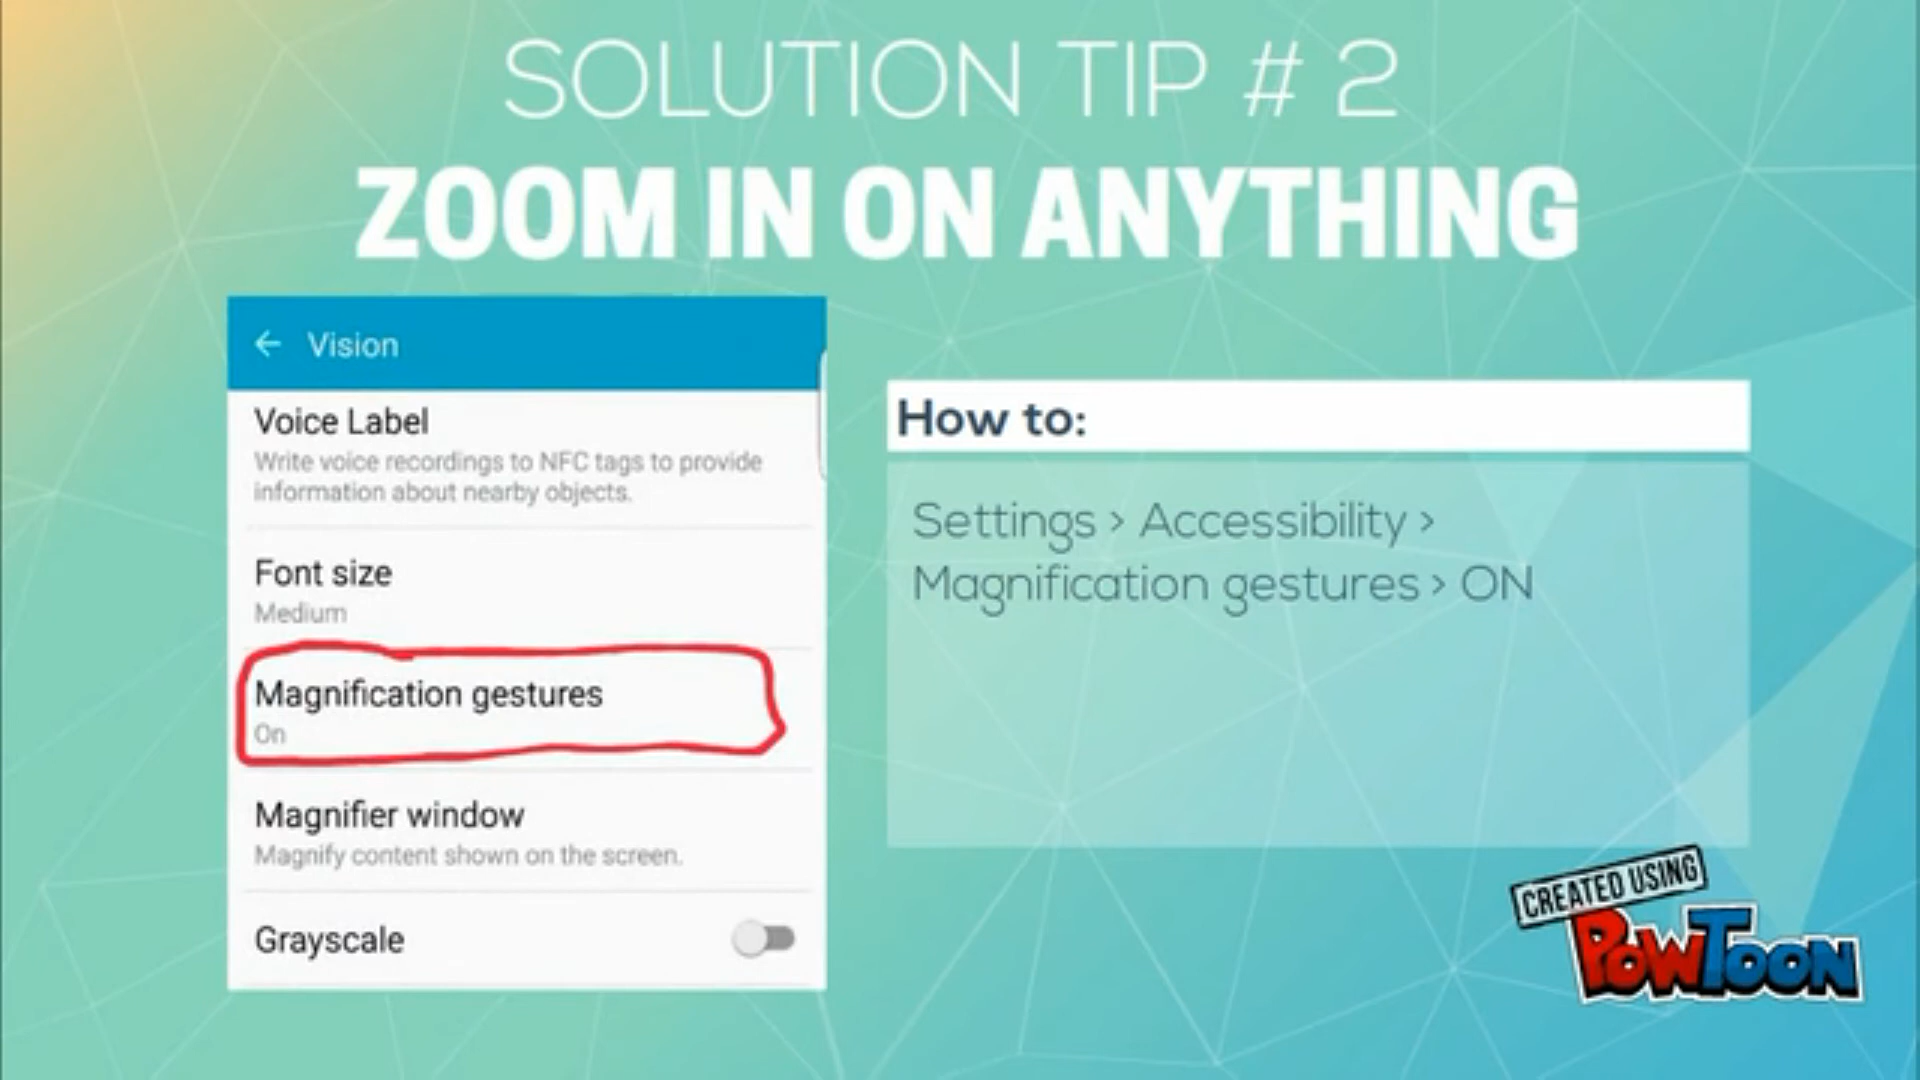 SOLUTION TIP # 2
ZOOM IN ON ANYTHING
← Vision
Voice Label
Write voice recordings to NFC tags to provide
information about nearby objects.
Font size
Medium
Magnification gestures
On
Magnifier window
Magnify content shown on the screen.
Grayscale
How to:
Settings > Accessibility >
Magnification gestures > ON
CREATED USING
POWTOON